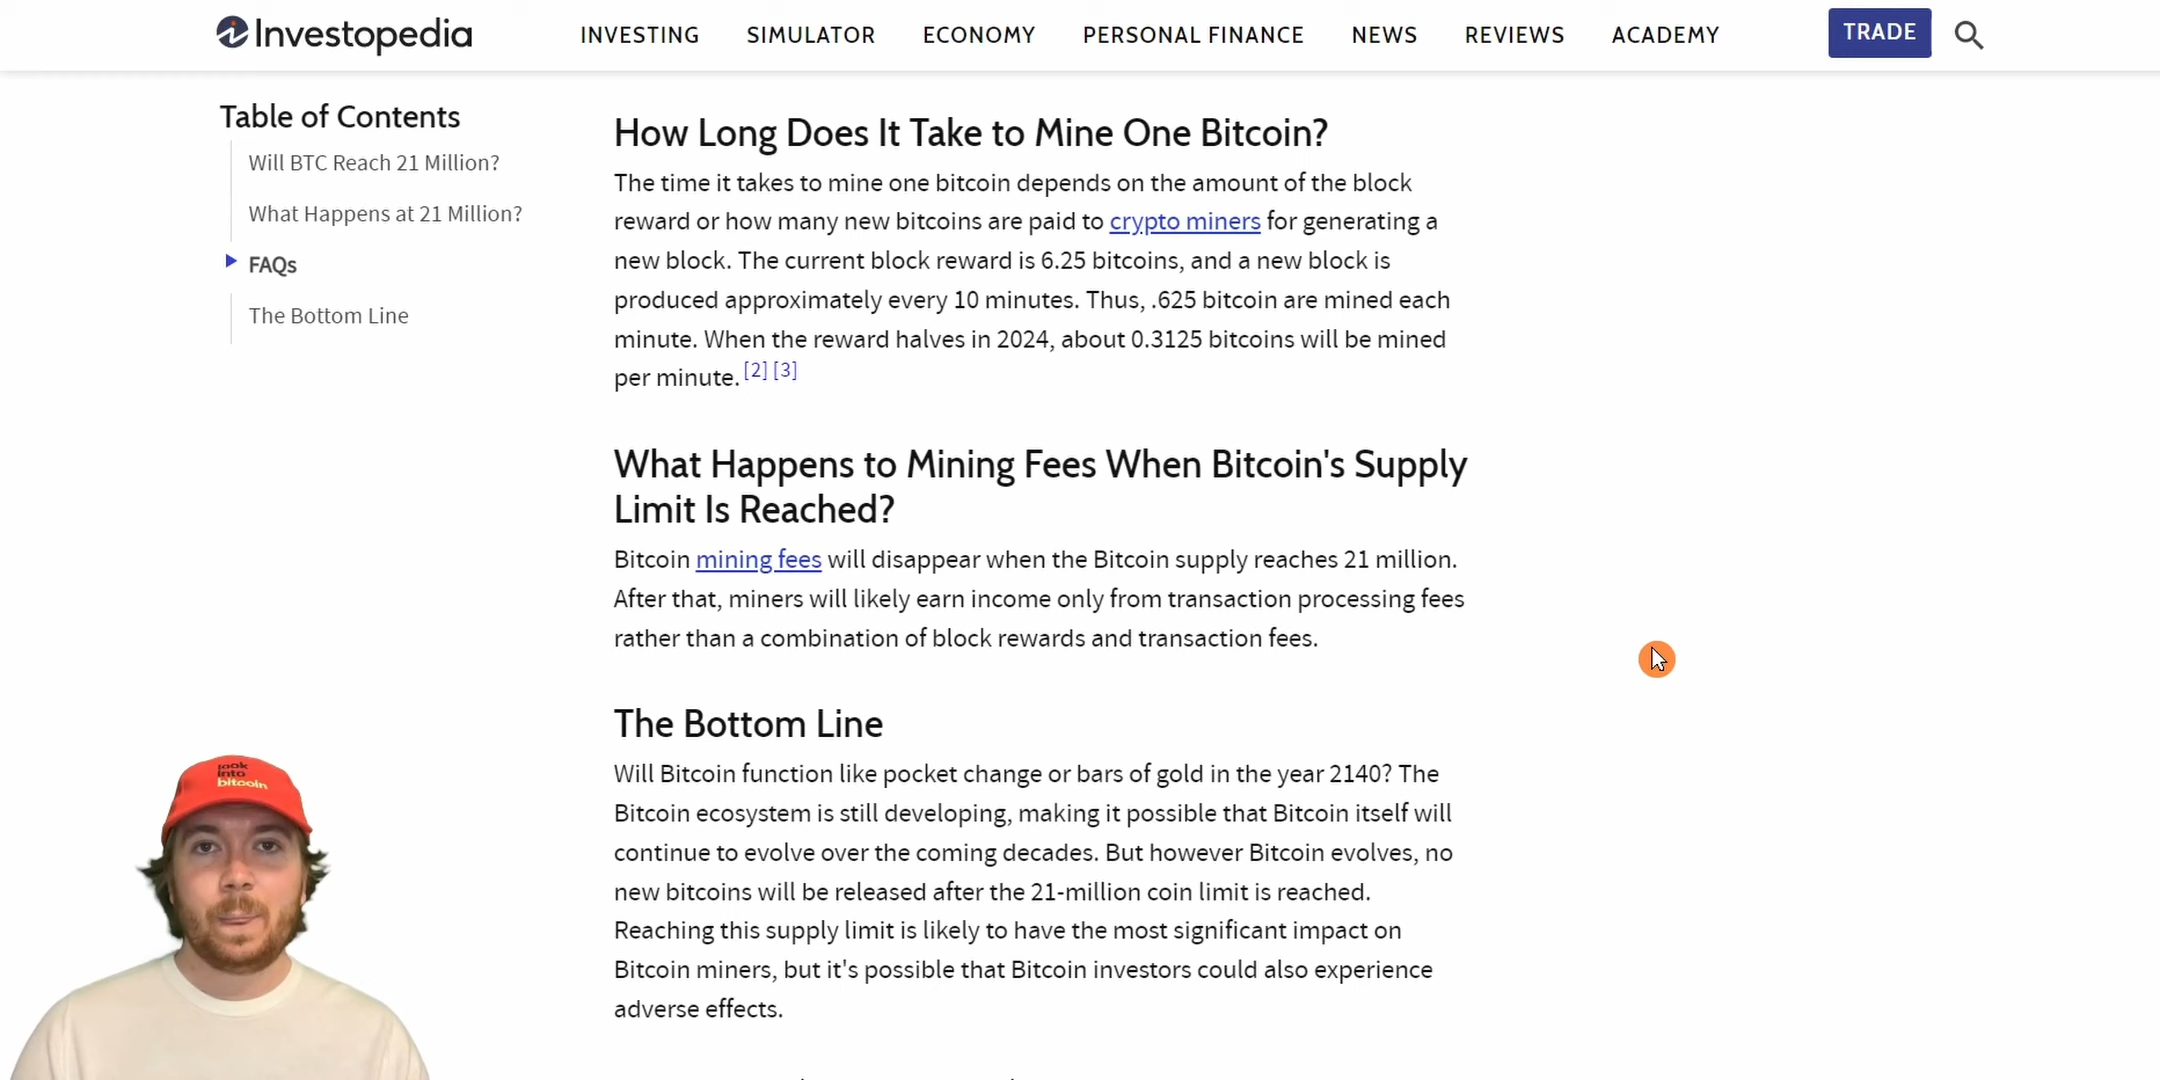 Investopedia
INVESTING SIMULATOR ECONOMY PERSONAL FINANCE NEWS REVIEWS ACADEMY TRADE
Table of Contents
Will BTC Reach 21 Million?
What Happens at 21 Million?
FAQs
The Bottom Line
How Long Does It Take to Mine One Bitcoin?
The time it takes to mine one bitcoin depends on the amount of the block
reward or how many new bitcoins are paid to crypto miners for generating a
new block. The current block reward is 6.25 bitcoins, and a new block is
produced approximately every 10 minutes. Thus, .625 bitcoin are mined each
minute. When the reward halves in 2024, about 0.3125 bitcoins will be mined
per minute. [2] [3]
What Happens to Mining Fees When Bitcoin's Supply
Limit Is Reached?
Bitcoin mining fees will disappear when the Bitcoin supply reaches 21 million.
After that, miners will likely earn income only from transaction processing fees
rather than a combination of block rewards and transaction fees.
The Bottom Line
Will Bitcoin function like pocket change or bars of gold in the year 2140? The
Bitcoin ecosystem is still developing, making it possible that Bitcoin itself will
continue to evolve over the coming decades. But however Bitcoin evolves, no
new bitcoins will be released after the 21-million coin limit is reached.
Reaching this supply limit is likely to have the most significant impact on
Bitcoin miners, but it's possible that Bitcoin investors could also experience
adverse effects.
look
into
bitcoin